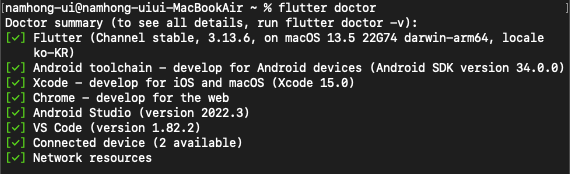 [namhong-ui@namhong-uiui-MacBookAir ~ % flutter doctor ]
Doctor summary (to see all details, run flutter doctor -v):
[✓] Flutter (Channel stable, 3.13.6, on macOS 13.5 22G74 darwin-arm64, locale
ko-KR)
[✓] Android toolchain - develop for Android devices (Android SDK version 34.0.0)
[✓] Xcode - develop for iOS and macOS (Xcode 15.0)
[✓] Chrome - develop for the web
[✓] Android Studio (version 2022.3)
[✓] VS Code (version 1.82.2)
[✓] Connected device (2 available)
[✓] Network resources